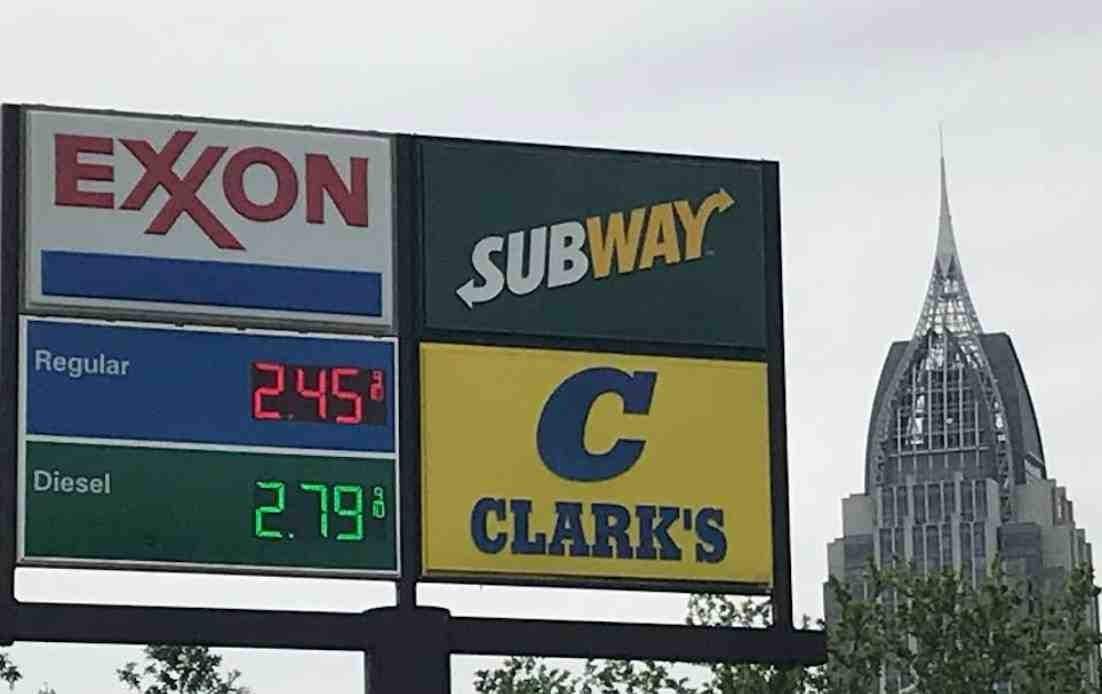 EXXON
Regular 2.45 9/10
Diesel 2.79 9/10
SUBWAY
C
CLARK'S